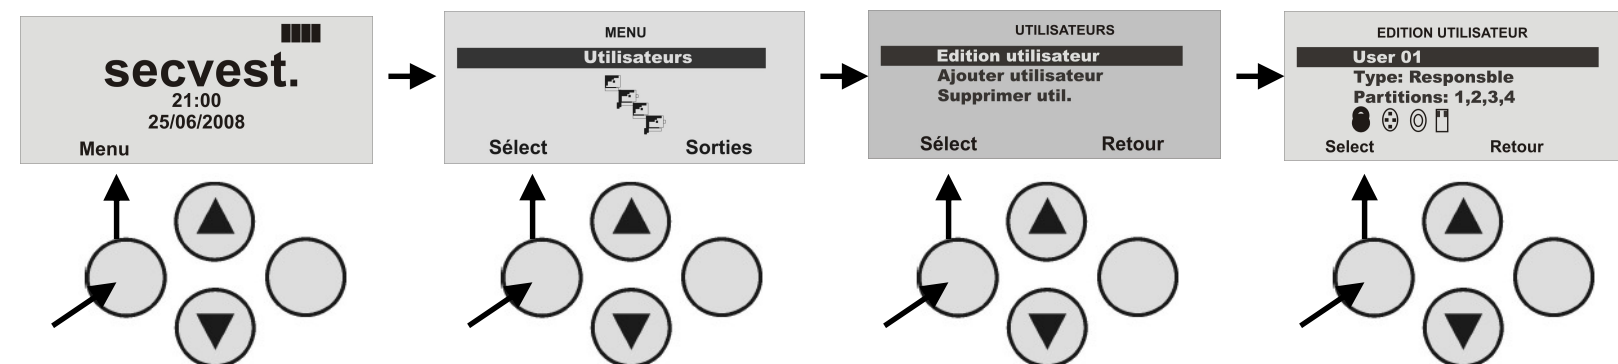 secvest.
21:00
25/06/2008
Menu
MENU
Utilisateurs
Sélect Sorties
UTILISATEURS
Edition utilisateur
Ajouter utilisateur
Supprimer util.
Sélect Retour
EDITION UTILISATEUR
User 01
Type: Responsble
Partitions: 1,2,3,4
Select Retour